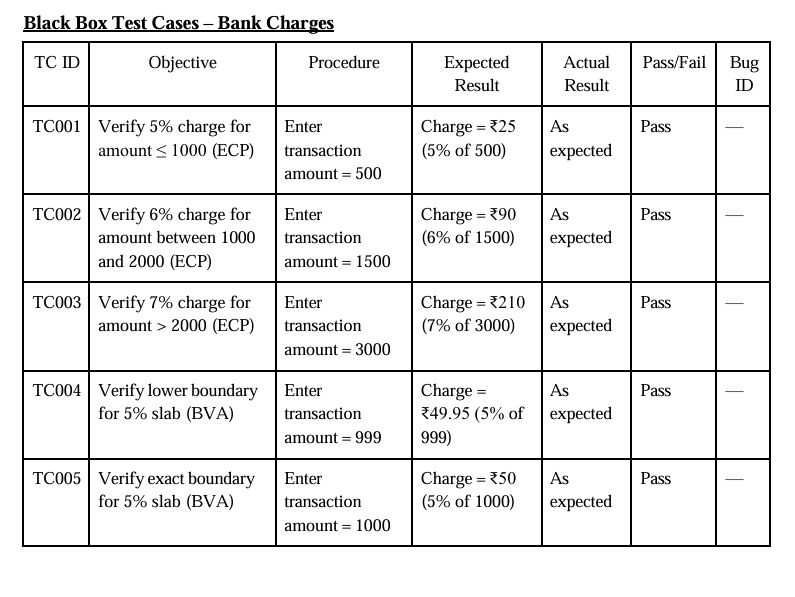 Black Box Test Cases – Bank Charges
TC ID Objective Procedure Expected Result Actual Result Pass/Fail Bug ID
TC001 Verify 5% charge for amount ≤ 1000 (ECP) Enter transaction amount = 500 Charge = ₹25 (5% of 500) As expected Pass —
TC002 Verify 6% charge for amount between 1000 and 2000 (ECP) Enter transaction amount = 1500 Charge = ₹90 (6% of 1500) As expected Pass —
TC003 Verify 7% charge for amount > 2000 (ECP) Enter transaction amount = 3000 Charge = ₹210 (7% of 3000) As expected Pass —
TC004 Verify lower boundary for 5% slab (BVA) Enter transaction amount = 999 Charge = ₹49.95 (5% of 999) As expected Pass —
TC005 Verify exact boundary for 5% slab (BVA) Enter transaction amount = 1000 Charge = ₹50 (5% of 1000) As expected Pass —